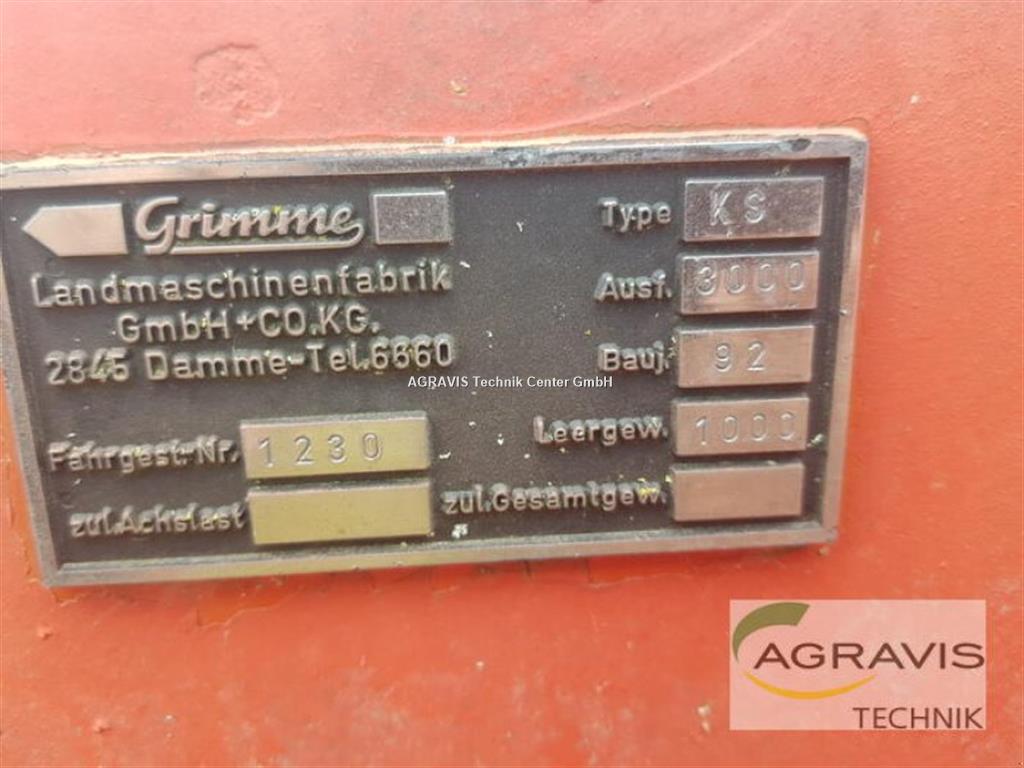 Grimme
Landmaschinenfabrik
GmbH+CO.KG.
2845 Damme-Tel.6660
Type KS
Ausf. 3000
Bauj. 92
Leergew. 1000
Fahrgest.-Nr. 1230
zul.Achslast
zul.Gesamtgew.
AGRAVIS Technik Center GmbH
AGRAVIS
TECHNIK